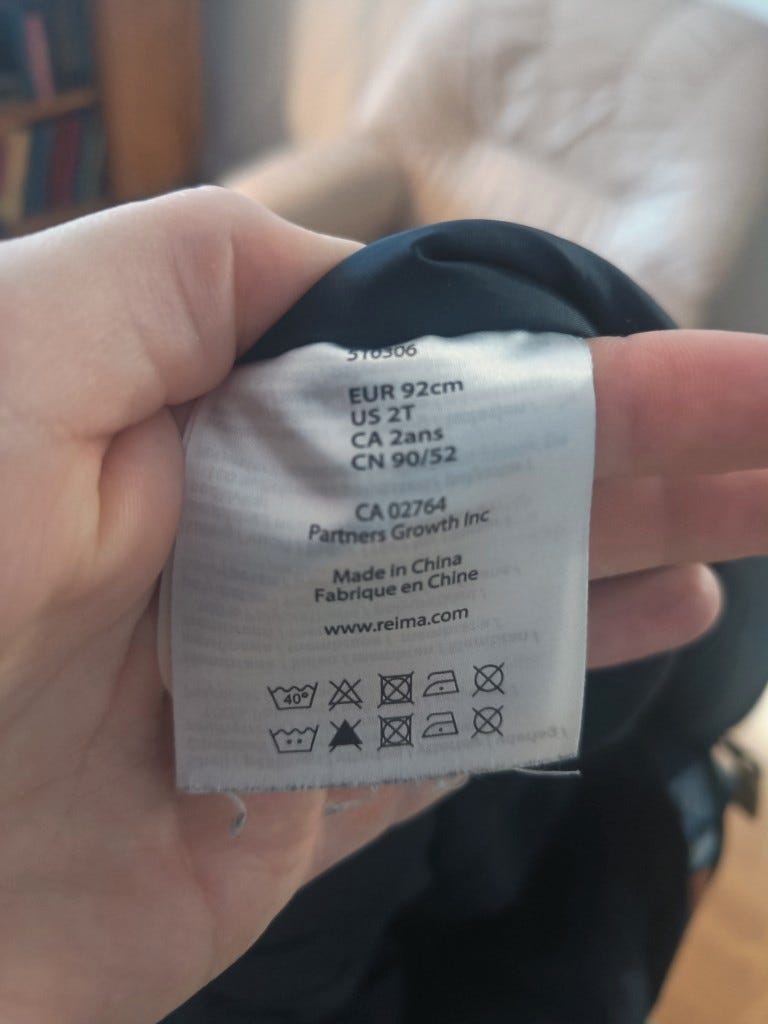 510306
EUR 92cm
US 2T
CA 2ans
CN 90/52
CA 02764
Partners Growth Inc
Made in China
Fabrique en Chine
www.reima.com
40°